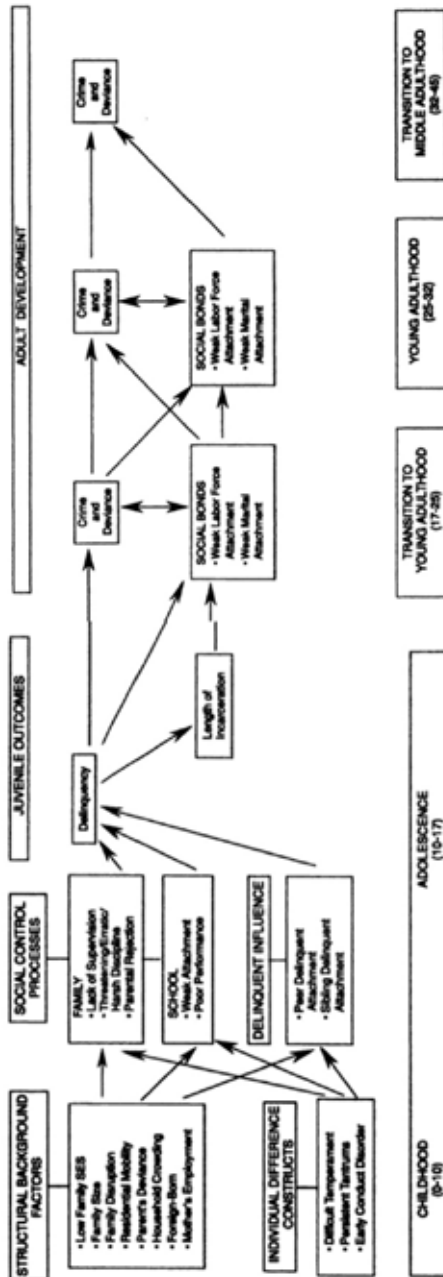 STRUCTURAL BACKGROUND
FACTORS
• Low Family SES
• Family Size
• Family Disruption
• Residential Mobility
• Parent's Deviance
• Household Crowding
• Foreign-Born
• Mother's Employment
INDIVIDUAL DIFFERENCE
CONSTRUCTS
• Difficult Temperament
• Persistent Tantrums
• Early Conduct Disorder
SOCIAL CONTROL
PROCESSES
FAMILY
• Lack of Supervision
• Threatening/Erratic/
Harsh Discipline
• Parental Rejection
SCHOOL
• Weak Attachment
• Poor Performance
DELINQUENT INFLUENCE
• Peer Delinquent
Attachment
• Sibling Delinquent
Attachment
JUVENILE OUTCOMES
Delinquency
Length of
Incarceration
ADULT DEVELOPMENT
Crime
and
Deviance
SOCIAL BONDS
• Weak Labor Force
Attachment
• Weak Marital
Attachment
Crime
and
Deviance
SOCIAL BONDS
• Weak Labor Force
Attachment
• Weak Marital
Attachment
Crime
and
Deviance
CHILDHOOD
(0-10)
ADOLESCENCE
(10-17)
TRANSITION TO
YOUNG ADULTHOOD
(17-25)
YOUNG ADULTHOOD
(25-32)
TRANSITION TO
MIDDLE ADULTHOOD
(32-45)